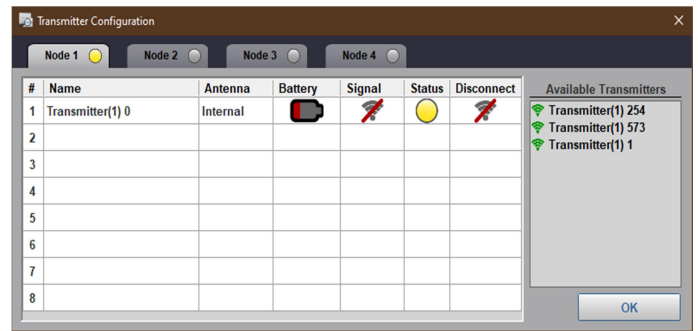 Transmitter Configuration
Node 1 Node 2 Node 3 Node 4
# Name Antenna Battery Signal Status Disconnect
1 Transmitter(1) 0 Internal
2
3
4
5
6
7
8
Available Transmitters
Transmitter(1) 254
Transmitter(1) 573
Transmitter(1) 1
OK